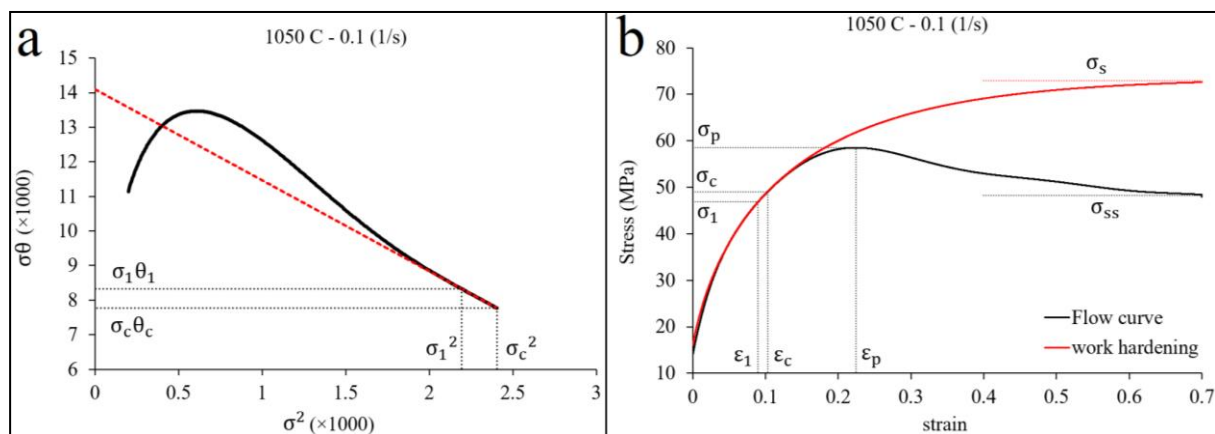 a
1050 C - 0.1 (1/s)
15
14
13
12
11
10
9
8
7
6
σθ (×1000)
σ₁θ₁
σcθc
σ₁²
σc²
0
0.5
1
1.5
2
2.5
3
σ² (×1000)
b
1050 C - 0.1 (1/s)
80
70
60
50
40
30
20
10
Stress (MPa)
σₚ
σc
σ₁
σₛ
σₛₛ
ε₁
εc
εₚ
Flow curve
work hardening
0
0.1
0.2
0.3
0.4
0.5
0.6
0.7
strain